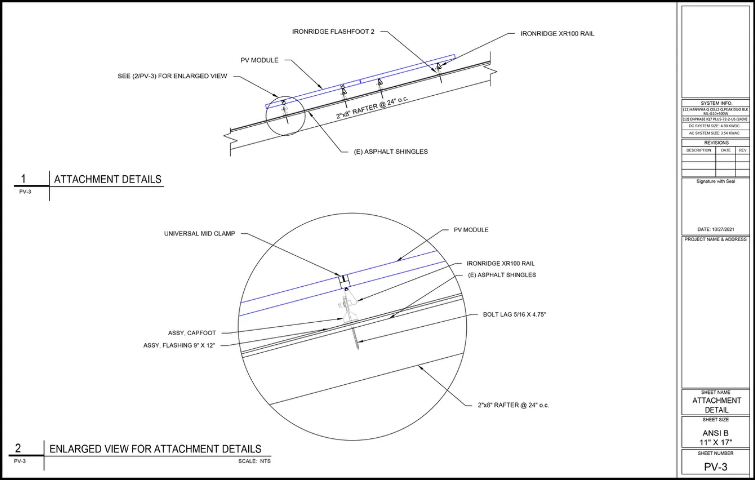 IRONRIDGE FLASHFOOT 2
IRONRIDGE XR100 RAIL
PV MODULE
SEE (2/PV-3) FOR ENLARGED VIEW
2"x8" RAFTER @ 24" o.c.
(E) ASPHALT SHINGLES
1
ATTACHMENT DETAILS
PV-3
UNIVERSAL MID CLAMP
PV MODULE
IRONRIDGE XR100 RAIL
(E) ASPHALT SHINGLES
BOLT LAG 5/16 X 4.75"
ASSY, CAPFOOT
ASSY, FLASHING 9" X 12"
2"x8" RAFTER @ 24" o.c.
2
ENLARGED VIEW FOR ATTACHMENT DETAILS
PV-3
SCALE: NTS
SYSTEM INFO.
DC SYSTEM SIZE:
AC SYSTEM SIZE:
REVISIONS
DESCRIPTION DATE REV
Signature with Seal
DATE: 10/27/2021
PROJECT NAME & ADDRESS
SHEET NAME
ATTACHMENT
DETAIL
SHEET SIZE
ANSI B
11" X 17"
SHEET NUMBER
PV-3